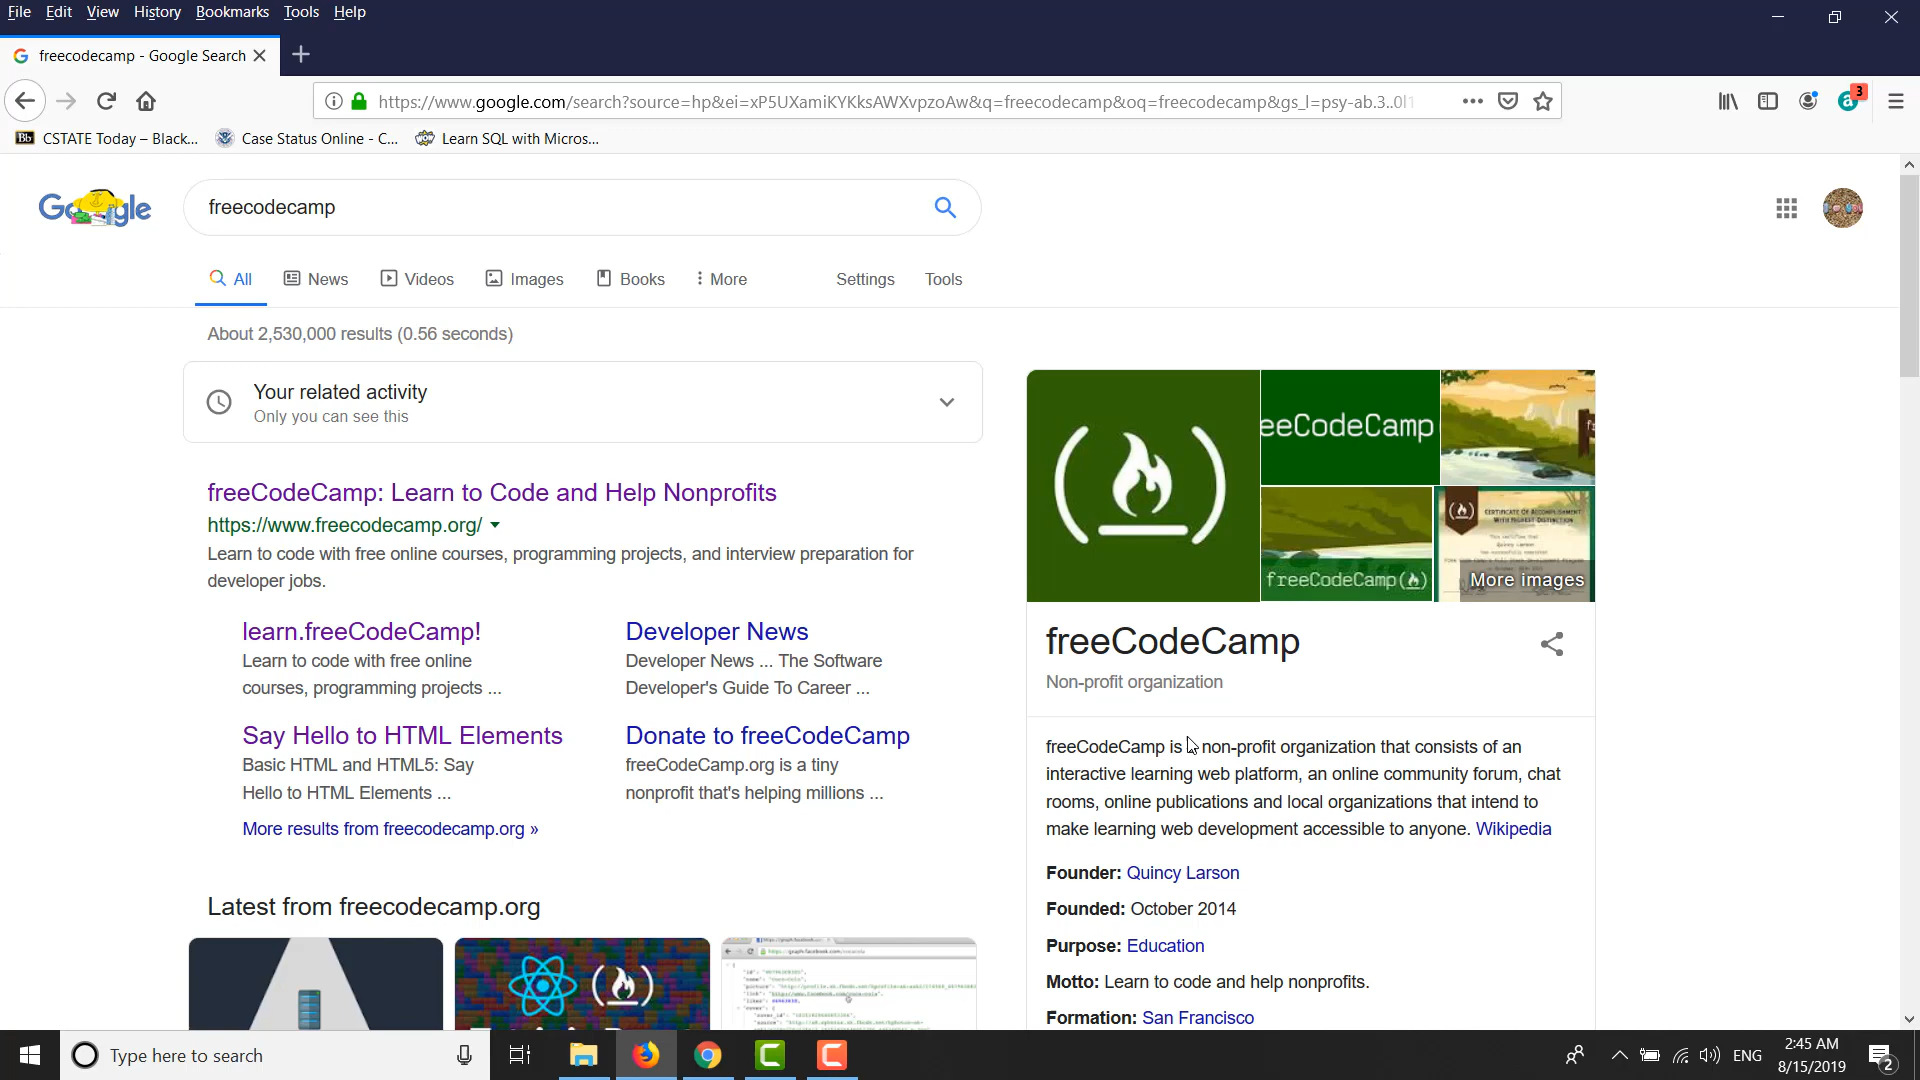 File Edit View History Bookmarks Tools Help
freecodecamp - Google Search
https://www.google.com/search?source=hp&ei=xP5UXamiKYKksAWXvpzoAw&q=freecodecamp&oq=freecodecamp&gs_l=psy-ab.3..0l1
3
Bb CSTATE Today – Black... Case Status Online - C... Learn SQL with Micros...
Google freecodecamp
All News Videos Images Books More Settings Tools
About 2,530,000 results (0.56 seconds)
Your related activity
Only you can see this
freeCodeCamp: Learn to Code and Help Nonprofits
https://www.freecodecamp.org/
Learn to code with free online courses, programming projects, and interview preparation for
developer jobs.
learn.freeCodeCamp!
Learn to code with free online
courses, programming projects ...
Developer News
Developer News ... The Software
Developer's Guide To Career ...
Say Hello to HTML Elements
Basic HTML and HTML5: Say
Hello to HTML Elements ...
Donate to freeCodeCamp
freeCodeCamp.org is a tiny
nonprofit that's helping millions ...
More results from freecodecamp.org »
Latest from freecodecamp.org
eeCodeCamp
freeCodeCamp
CERTIFICATE OF ACCOMPLISHMENT
WITH HIGHEST DISTINCTION
More images
freeCodeCamp
Non-profit organization
freeCodeCamp is non-profit organization that consists of an
interactive learning web platform, an online community forum, chat
rooms, online publications and local organizations that intend to
make learning web development accessible to anyone. Wikipedia
Founder: Quincy Larson
Founded: October 2014
Purpose: Education
Motto: Learn to code and help nonprofits.
Formation: San Francisco
Type here to search
ENG
2:45 AM
8/15/2019
2